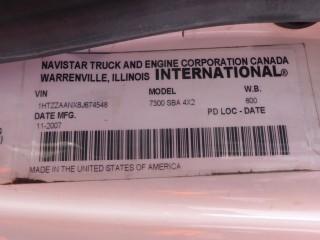 NAVISTAR TRUCK AND ENGINE CORPORATION CANADA
WARRENVILLE, ILLINOIS INTERNATIONAL®
VIN MODEL W.B.
1HTZZAANX8J674548 7300 SBA 4X2 600
DATE MFG. PD LOC - DATE
11-2007
MADE IN THE UNITED STATES OF AMERICA